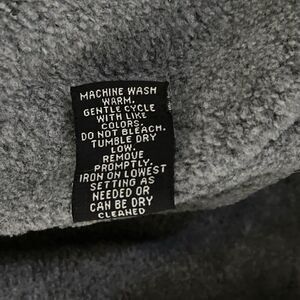 MACHINE WASH
WARM.
GENTLE CYCLE
WITH LIKE
COLORS.
DO NOT BLEACH.
TUMBLE DRY
LOW.
REMOVE
PROMPTLY.
IRON ON LOWEST
SETTING AS
NEEDED OR
CAN BE DRY
CLEANED